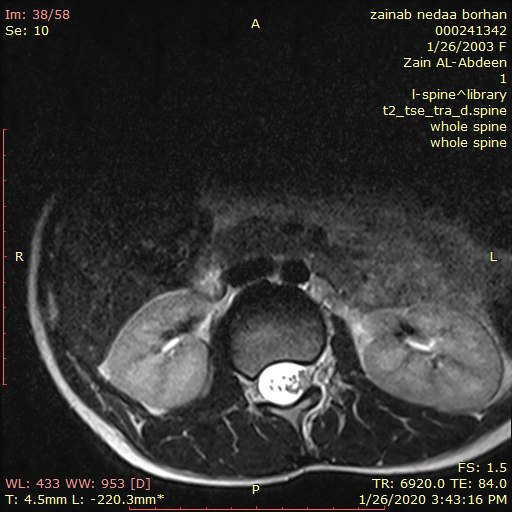 Im: 38/58
Se: 10
zainab nedaa borhan
000241342
1/26/2003 F
Zain AL-Abdeen
1
l-spine^library
t2_tse_tra_d.spine
whole spine
whole spine
A
R
L
WL: 433 WW: 953 [D]
T: 4.5mm L: -220.3mm*
P
FS: 1.5
TR: 6920.0 TE: 84.0
1/26/2020 3:43:16 PM